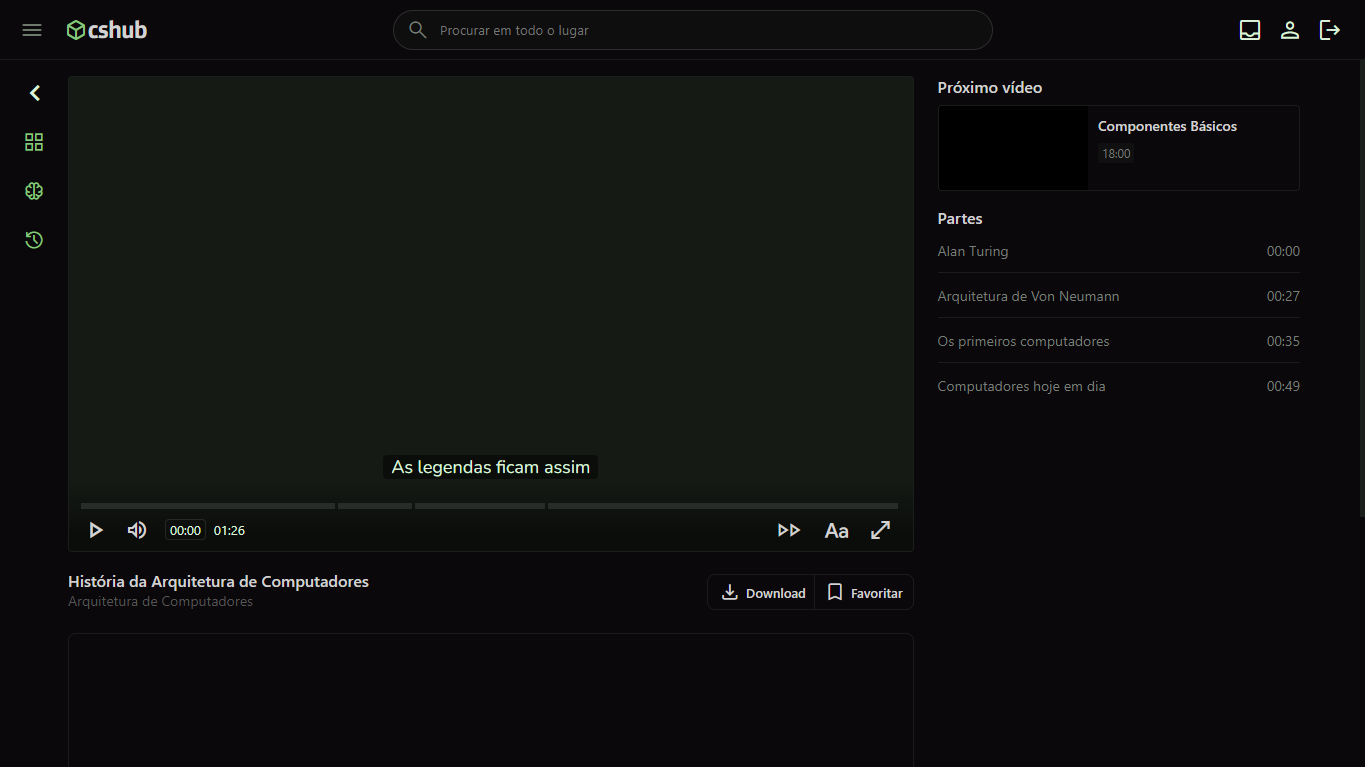 cshub
Procurar em todo o lugar
As legendas ficam assim
00:00 01:26
Aa
História da Arquitetura de Computadores
Arquitetura de Computadores
Download
Favoritar
Próximo vídeo
Componentes Básicos
18:00
Partes
Alan Turing 00:00
Arquitetura de Von Neumann 00:27
Os primeiros computadores 00:35
Computadores hoje em dia 00:49